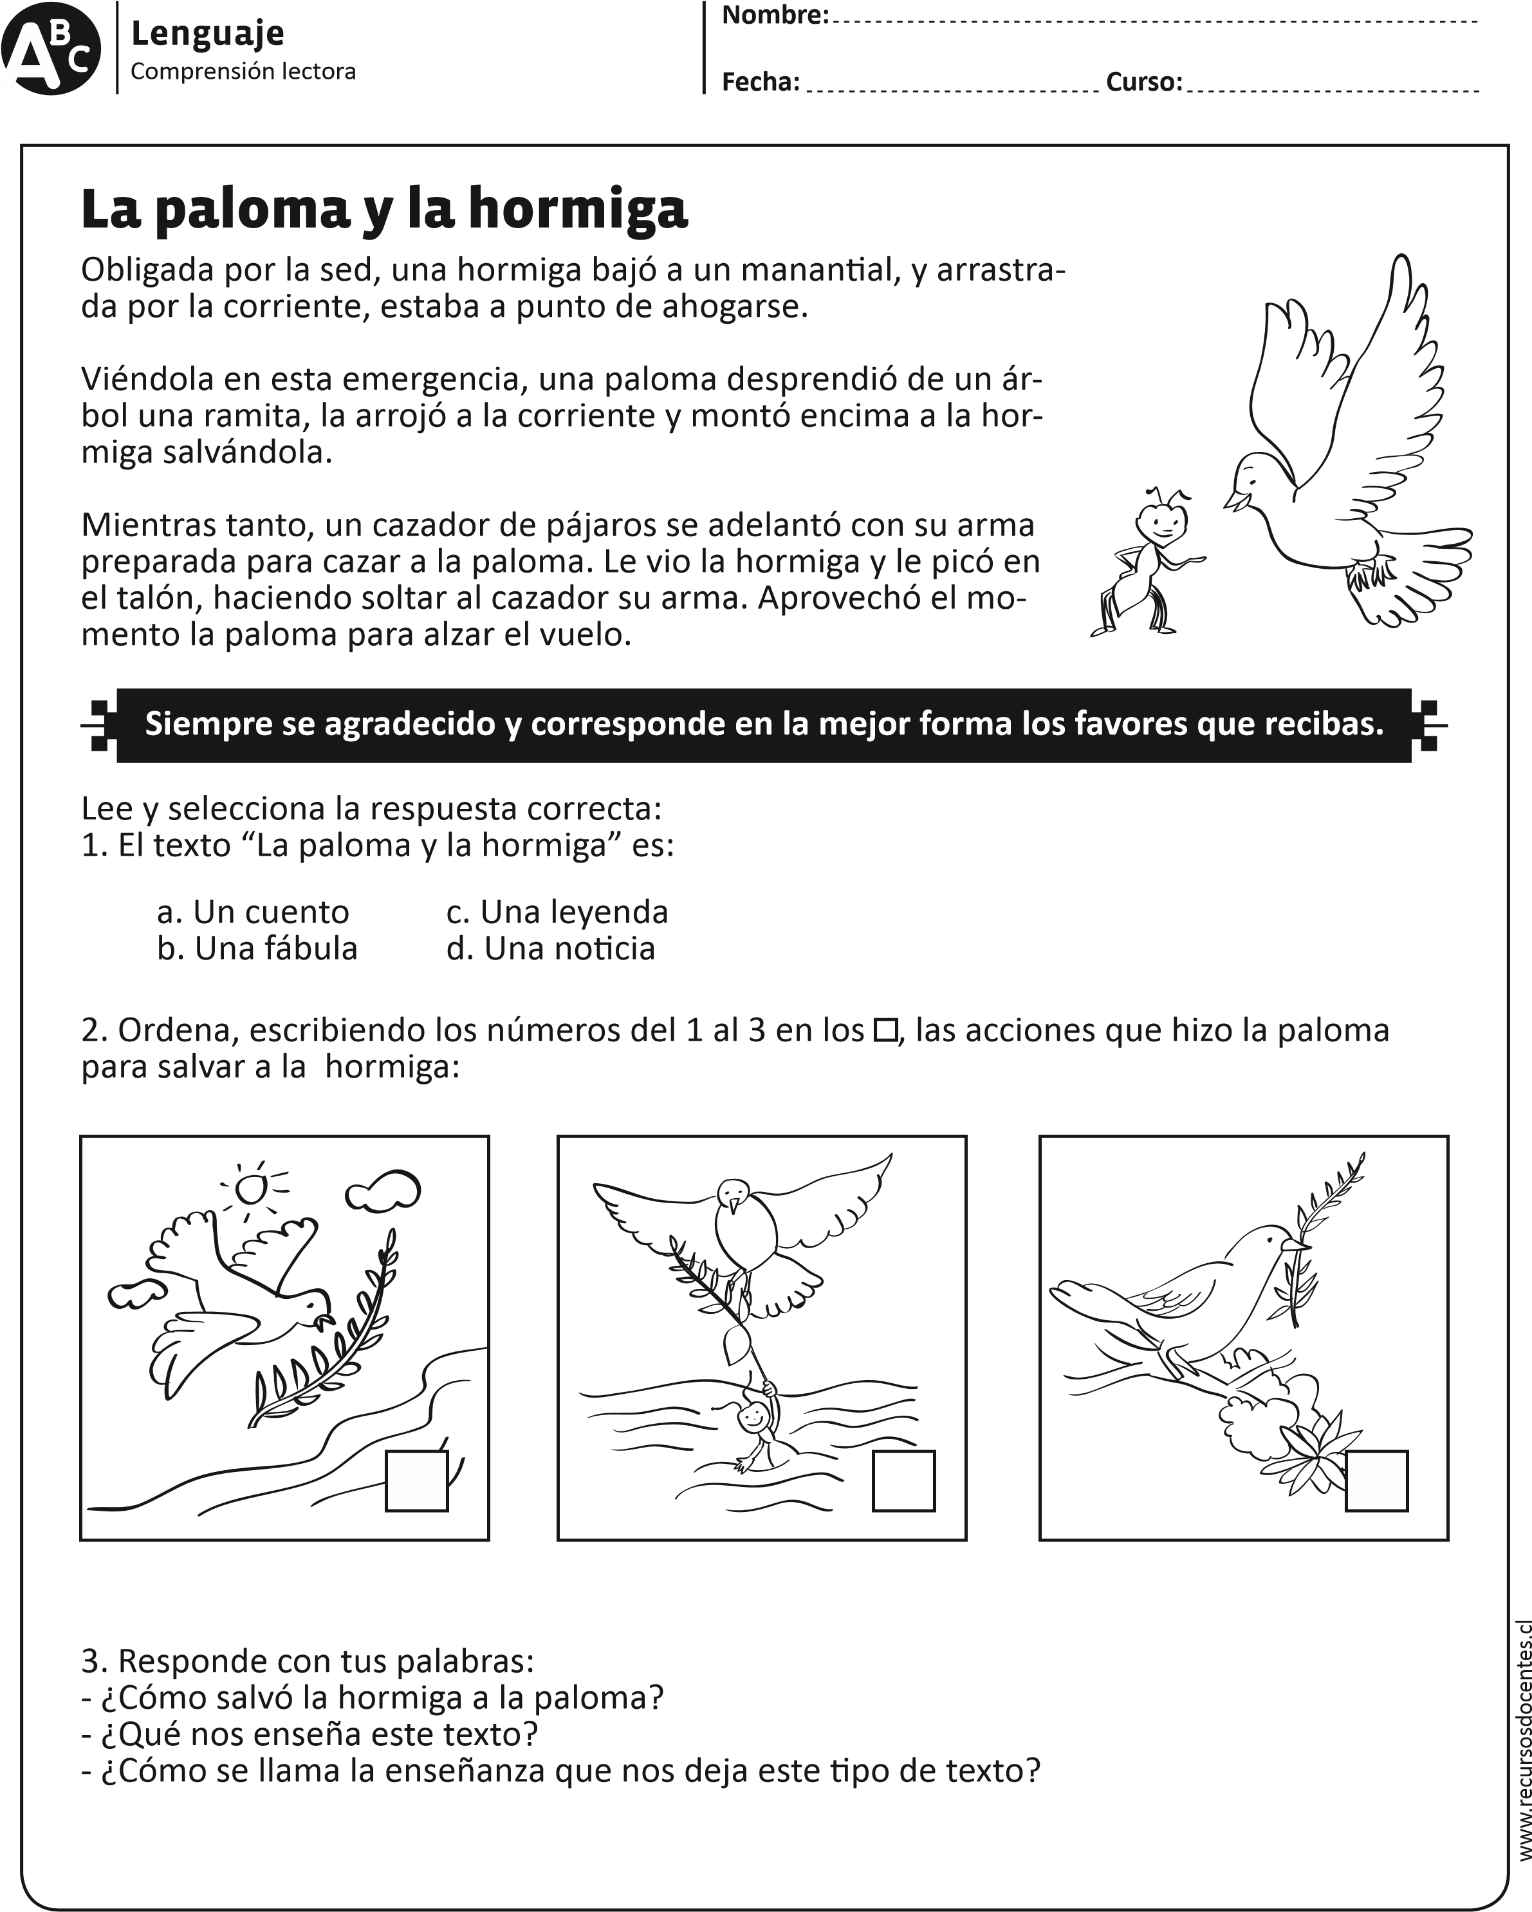 ABC
Lenguaje
Comprensión lectora
Nombre:
Fecha: Curso:
La paloma y la hormiga
Obligada por la sed, una hormiga bajó a un manantial, y arrastra-
da por la corriente, estaba a punto de ahogarse.
Viéndola en esta emergencia, una paloma desprendió de un ár-
bol una ramita, la arrojó a la corriente y montó encima a la hor-
miga salvándola.
Mientras tanto, un cazador de pájaros se adelantó con su arma
preparada para cazar a la paloma. Le vio la hormiga y le picó en
el talón, haciendo soltar al cazador su arma. Aprovechó el mo-
mento la paloma para alzar el vuelo.
Siempre se agradecido y corresponde en la mejor forma los favores que recibas.
Lee y selecciona la respuesta correcta:
1. El texto “La paloma y la hormiga” es:
a. Un cuento c. Una leyenda
b. Una fábula d. Una noticia
2. Ordena, escribiendo los números del 1 al 3 en los □, las acciones que hizo la paloma
para salvar a la hormiga:
3. Responde con tus palabras:
- ¿Cómo salvó la hormiga a la paloma?
- ¿Qué nos enseña este texto?
- ¿Cómo se llama la enseñanza que nos deja este tipo de texto?
www.recursosdocentes.cl